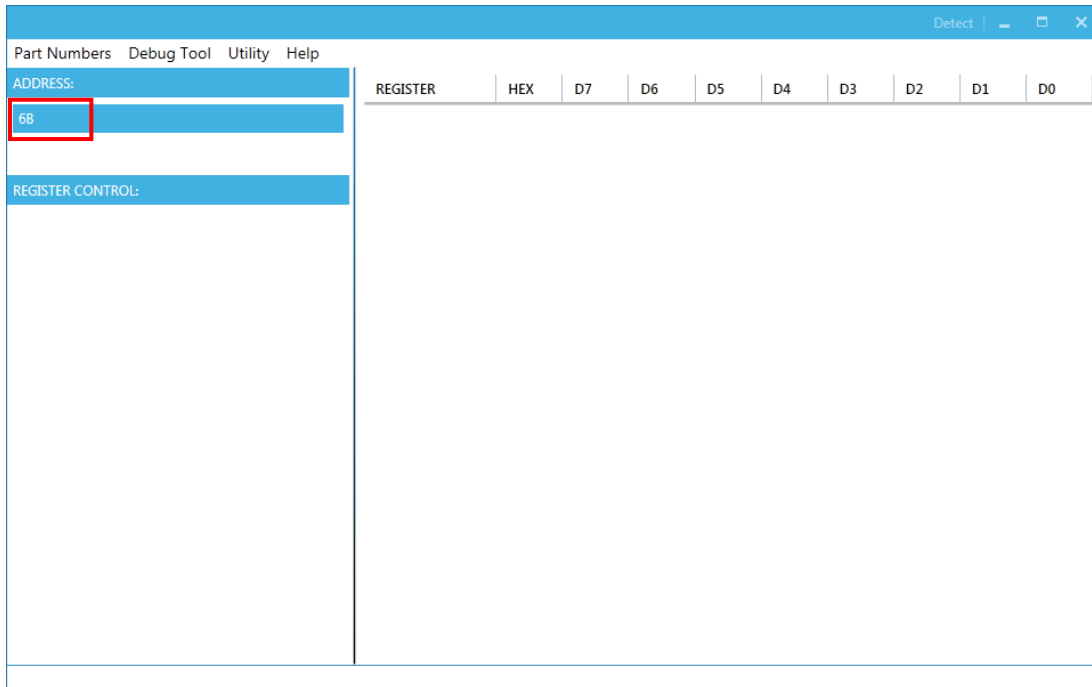 Detect
Part Numbers Debug Tool Utility Help
ADDRESS:
6B
REGISTER CONTROL:
REGISTER HEX D7 D6 D5 D4 D3 D2 D1 D0